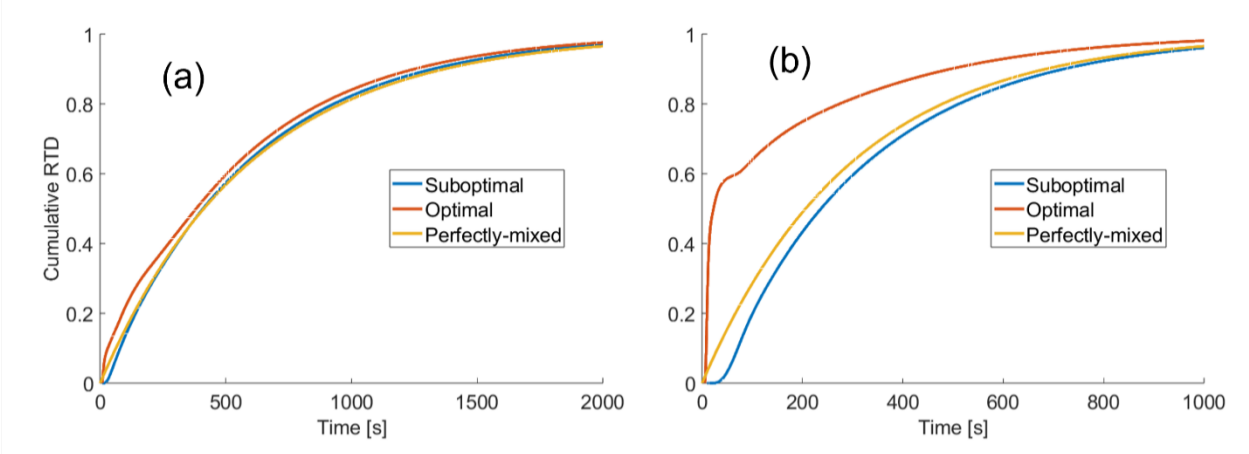 (a)
Cumulative RTD
1
0.8
0.6
0.4
0.2
0
0
500
1000
1500
2000
Time [s]
Suboptimal
Optimal
Perfectly-mixed
(b)
1
0.8
0.6
0.4
0.2
0
0
200
400
600
800
1000
Time [s]
Suboptimal
Optimal
Perfectly-mixed